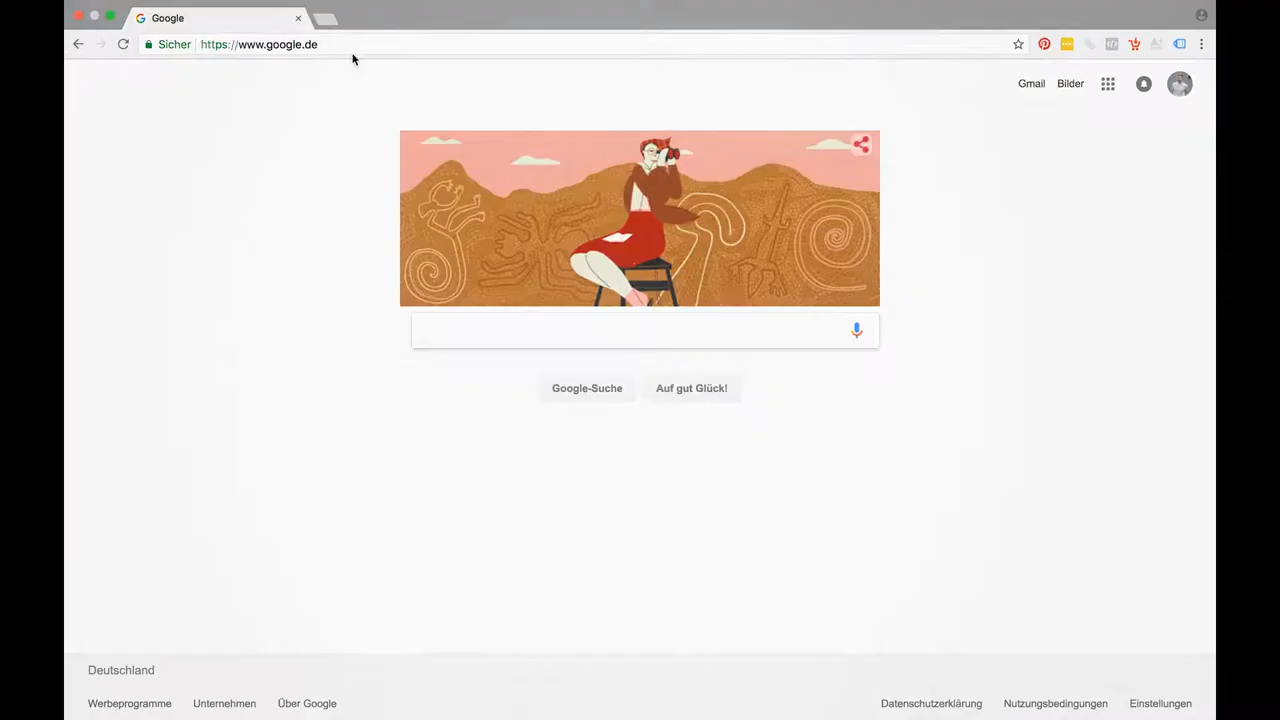 Google
Sicher https://www.google.de
Gmail Bilder
Google-Suche Auf gut Glück!
Deutschland
Werbeprogramme Unternehmen Über Google Datenschutzerklärung Nutzungsbedingungen Einstellungen